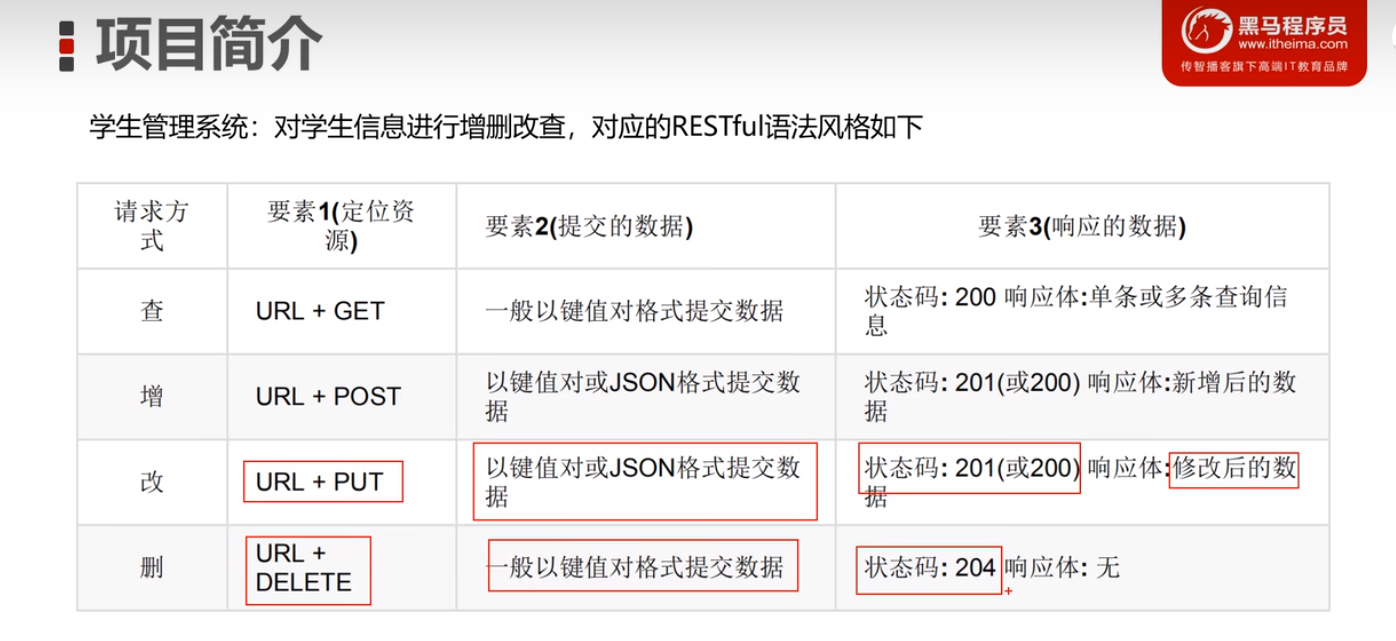 项目简介
黑马程序员
www.itheima.com
传智播客旗下高端IT教育品牌
学生管理系统：对学生信息进行增删改查，对应的RESTful语法风格如下
请求方
式
要素1(定位资
源)
要素2(提交的数据)
要素3(响应的数据)
查
URL + GET
一般以键值对格式提交数据
状态码: 200 响应体:单条或多条查询信
息
增
URL + POST
以键值对或JSON格式提交数
据
状态码: 201(或200) 响应体:新增后的数
据
改
URL + PUT
以键值对或JSON格式提交数
据
状态码: 201(或200) 响应体:修改后的数
据
删
URL +
DELETE
一般以键值对格式提交数据
状态码: 204 响应体: 无